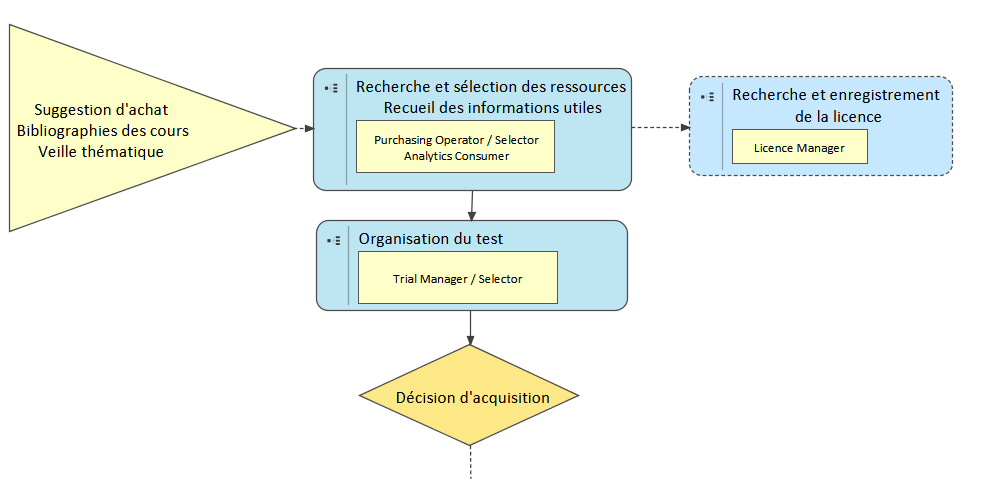 Suggestion d'achat
Bibliographies des cours
Veille thématique
Recherche et sélection des ressources
Recueil des informations utiles
Purchasing Operator / Selector
Analytics Consumer
Recherche et enregistrement
de la licence
Licence Manager
Organisation du test
Trial Manager / Selector
Décision d'acquisition